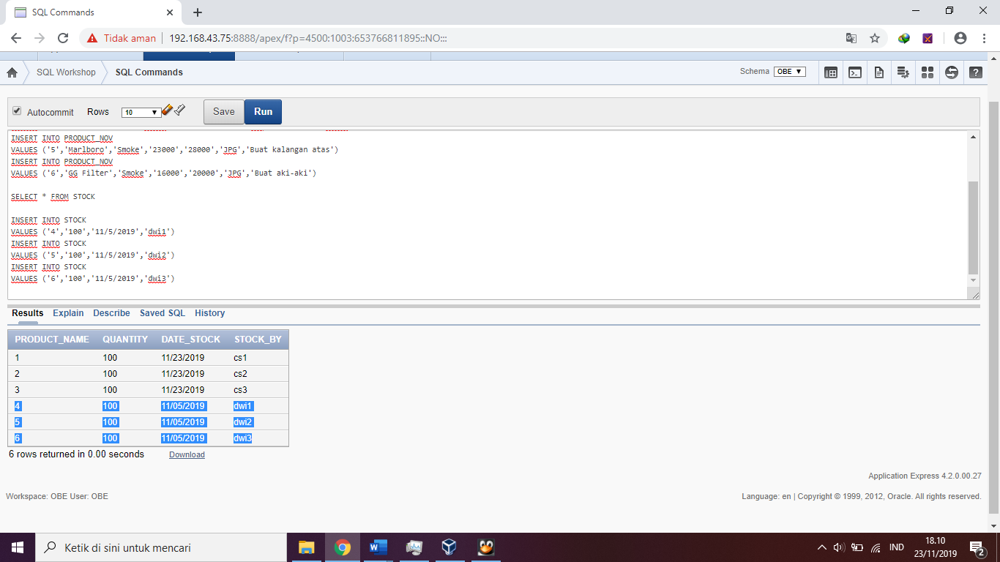 SQL Commands
Tidak aman 192.168.43.75:8888/apex/f?p=4500:1003:653766811895::NO:::
SQL Workshop SQL Commands Schema OBE
Autocommit Rows 10 Save Run
INSERT INTO PRODUCT_NOV
VALUES ('5','Marlboro','Smoke','23000','28000','JPG','Buat kalangan atas')
INSERT INTO PRODUCT_NOV
VALUES ('6','GG Filter','Smoke','16000','20000','JPG','Buat aki-aki')
SELECT * FROM STOCK
INSERT INTO STOCK
VALUES ('4','100','11/5/2019','dwi1')
INSERT INTO STOCK
VALUES ('5','100','11/5/2019','dwi2')
INSERT INTO STOCK
VALUES ('6','100','11/5/2019','dwi3')
Results Explain Describe Saved SQL History
PRODUCT_NAME QUANTITY DATE_STOCK STOCK_BY
1 100 11/23/2019 cs1
2 100 11/23/2019 cs2
3 100 11/23/2019 cs3
4 100 11/05/2019 dwi1
5 100 11/05/2019 dwi2
6 100 11/05/2019 dwi3
6 rows returned in 0.00 seconds Download
Application Express 4.2.0.00.27
Workspace: OBE User: OBE Language: en | Copyright © 1999, 2012, Oracle. All rights reserved.
Ketik di sini untuk mencari IND 18.10
23/11/2019 2